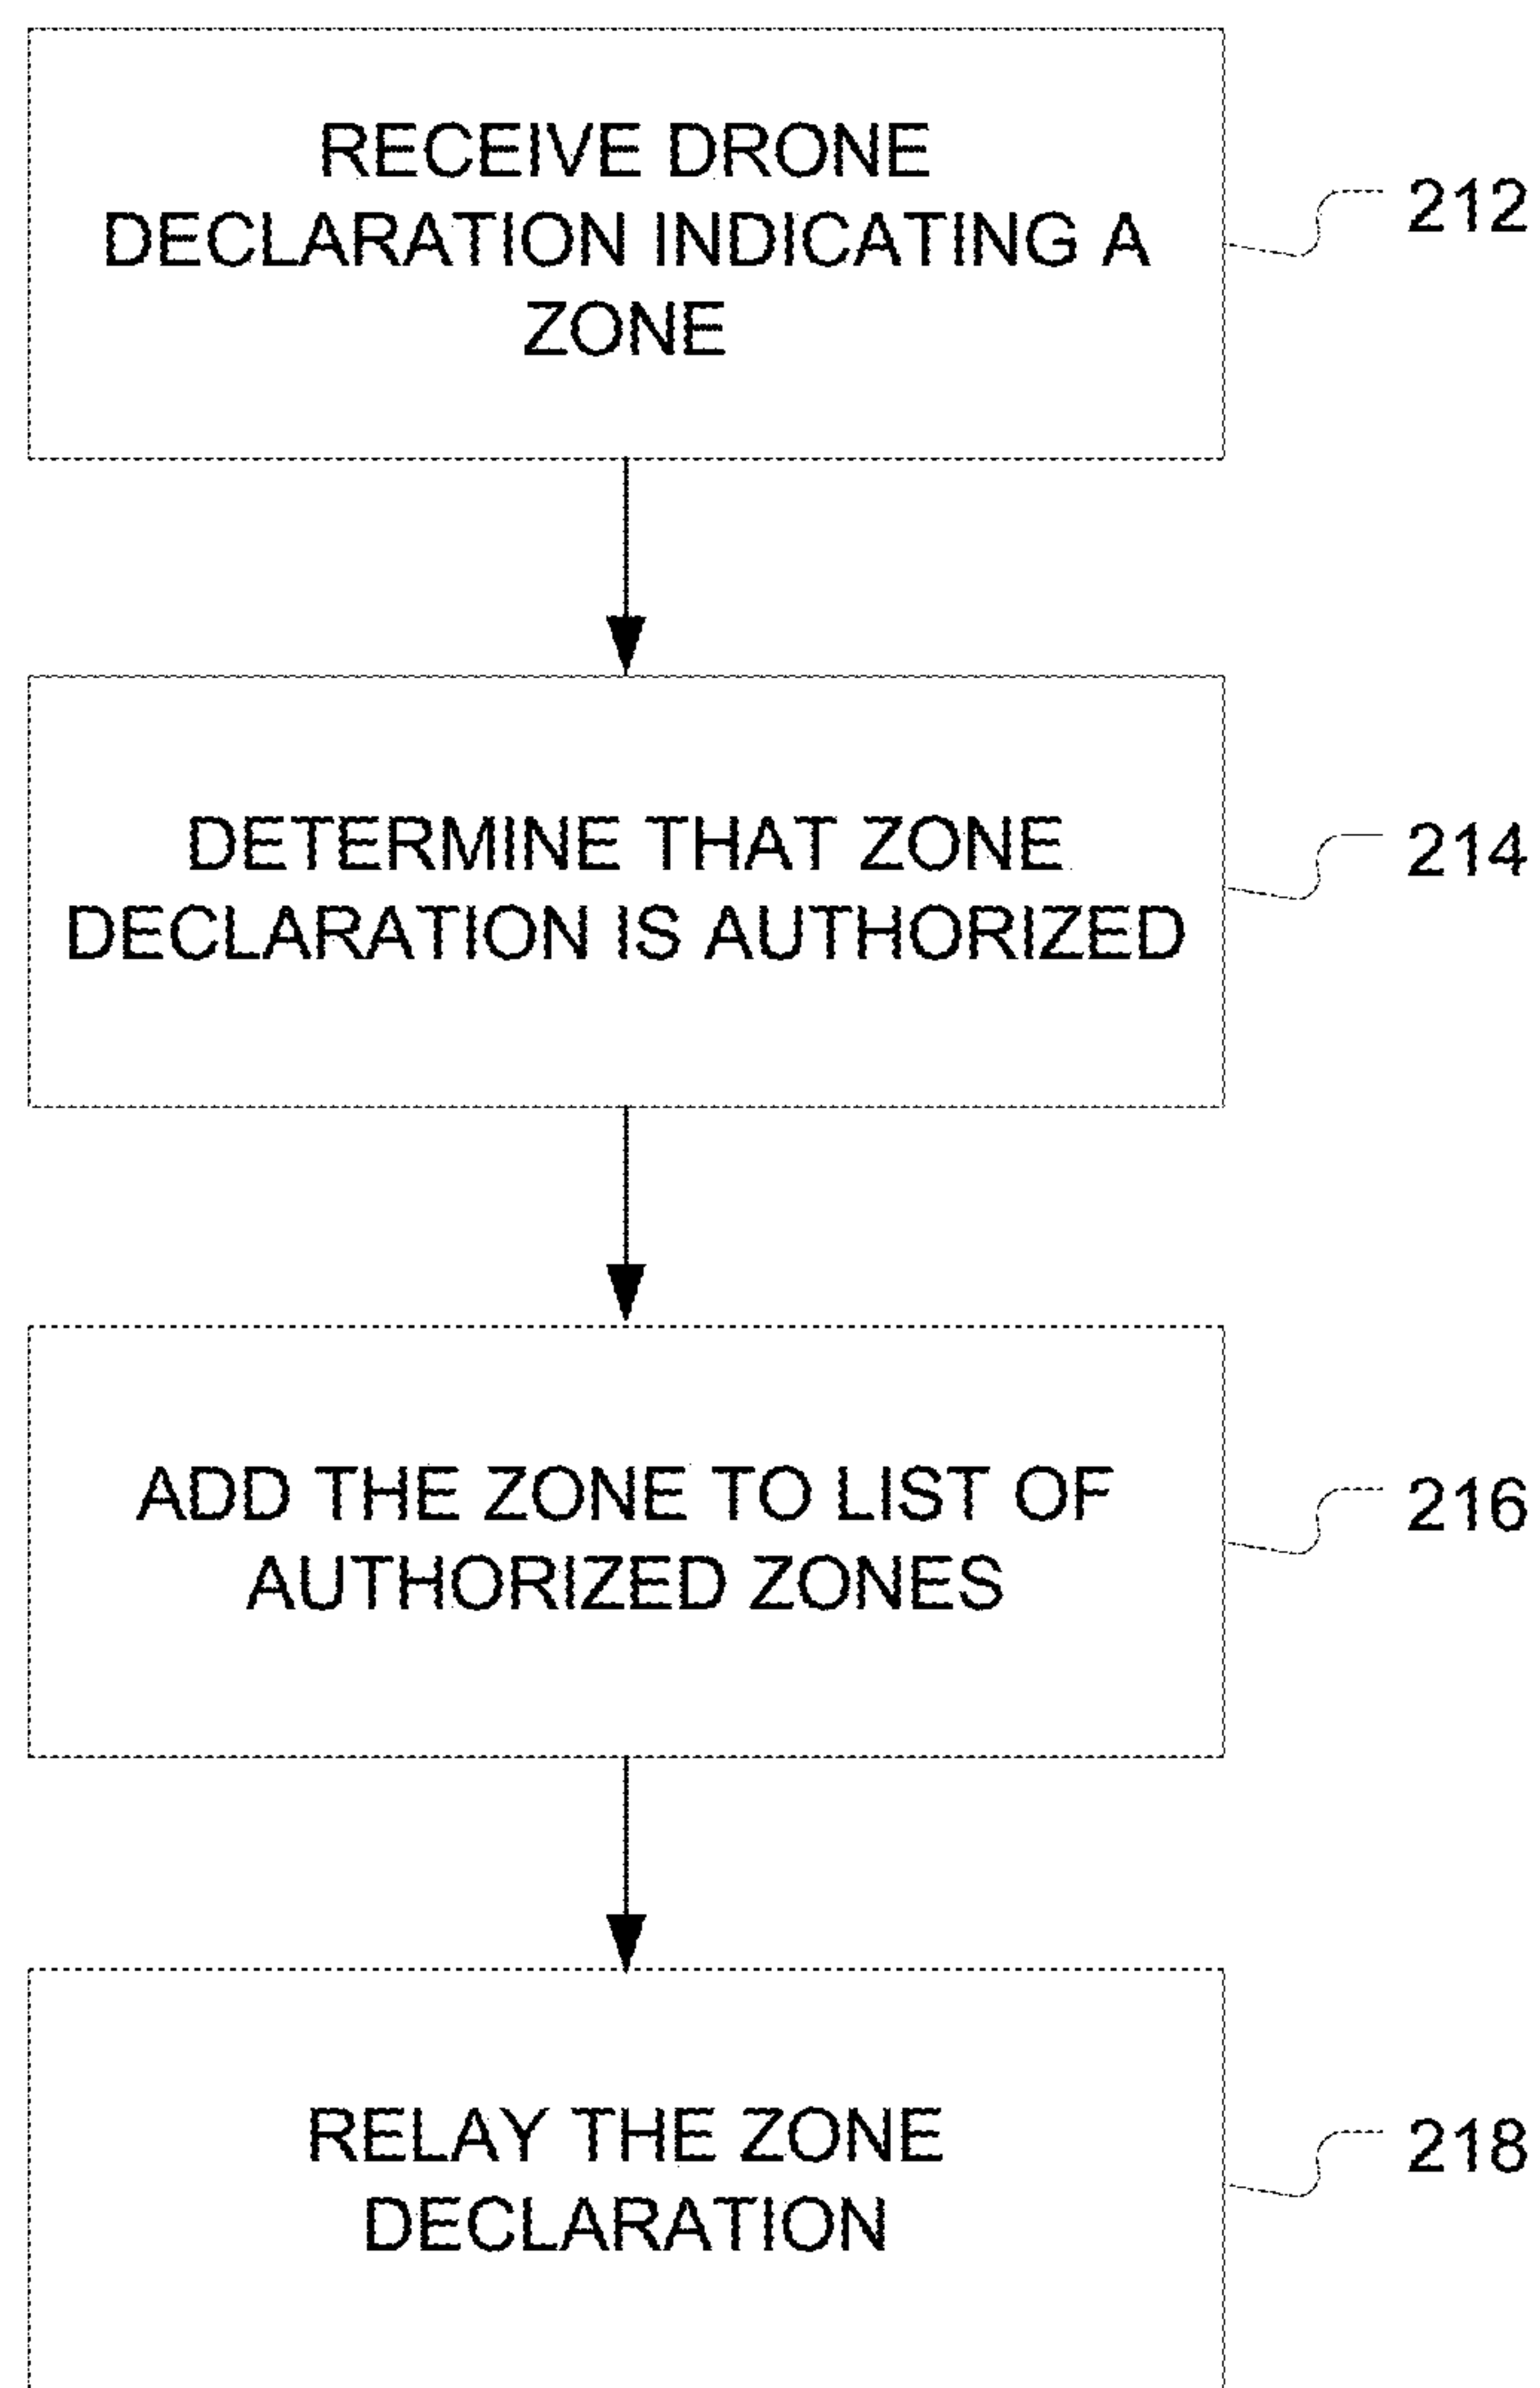 RECEIVE DRONE
DECLARATION INDICATING A
ZONE
212
DETERMINE THAT ZONE
DECLARATION IS AUTHORIZED
214
ADD THE ZONE TO LIST OF
AUTHORIZED ZONES
216
RELAY THE ZONE
DECLARATION
218